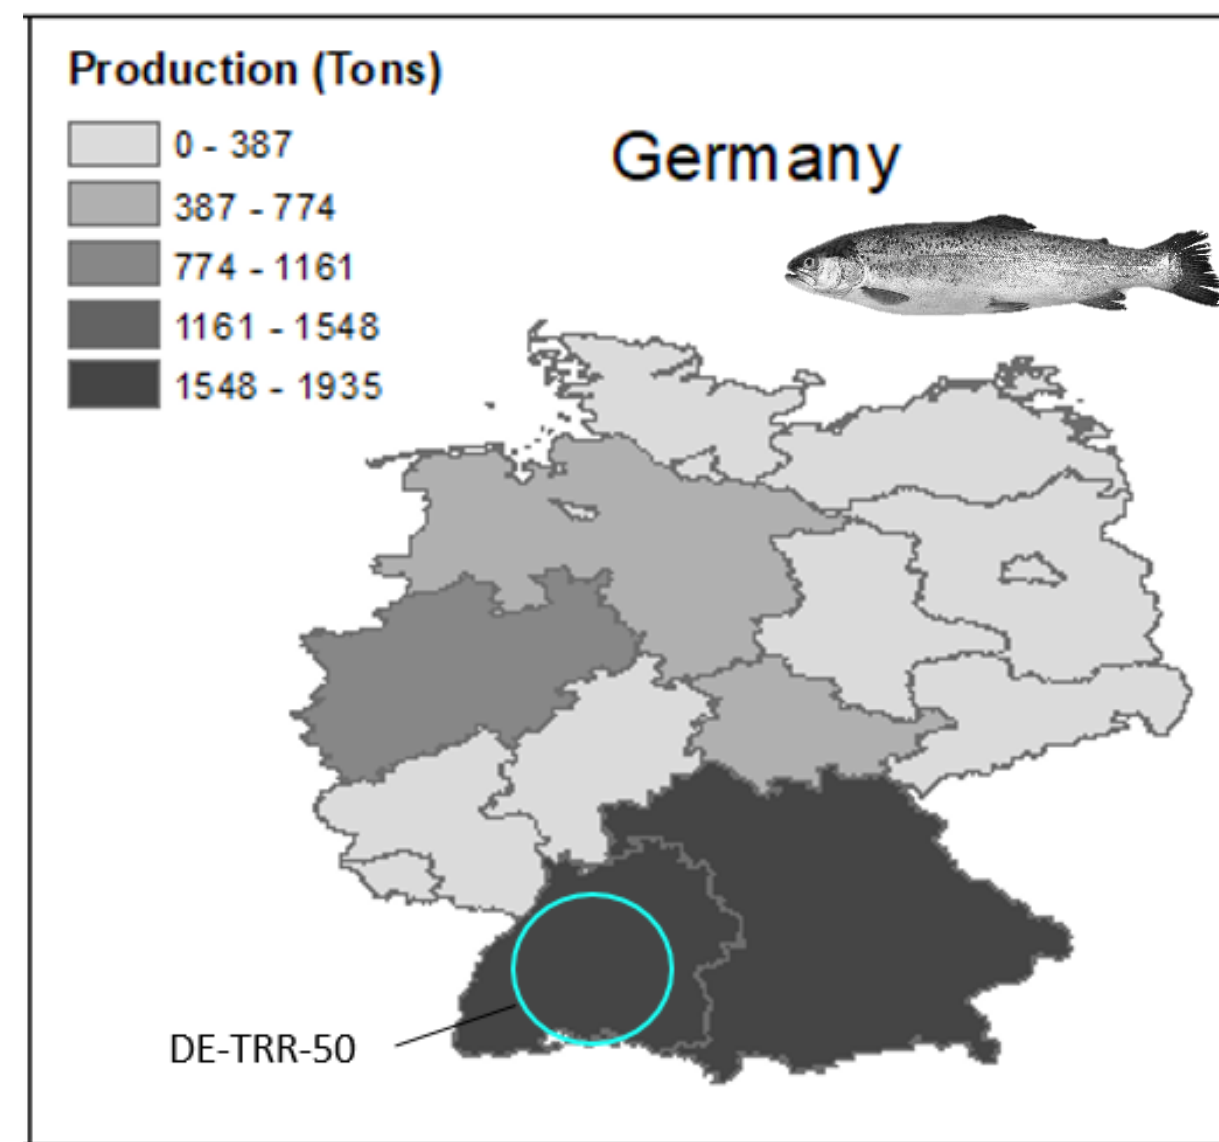 Production (Tons)
0 - 387
387 - 774
774 - 1161
1161 - 1548
1548 - 1935
Germany
DE-TRR-50